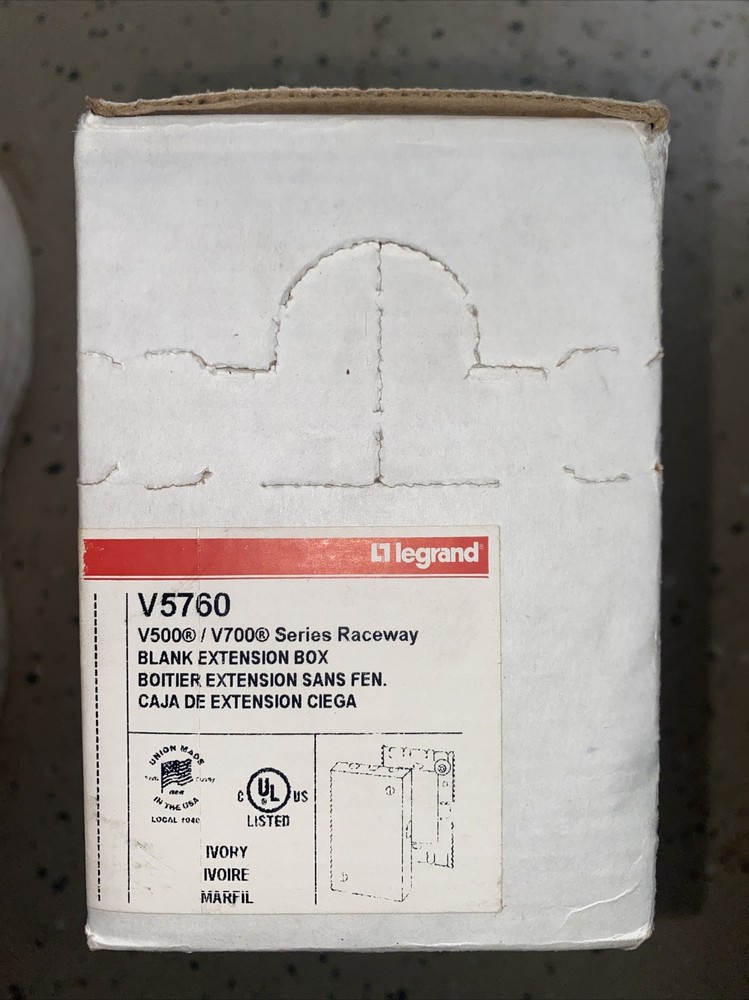 legrand®
V5760
V500® / V700® Series Raceway
BLANK EXTENSION BOX
BOITIER EXTENSION SANS FEN.
CAJA DE EXTENSION CIEGA
UNION MADE
IN THE USA
LOCAL 1040
C UL US
LISTED
IVORY
IVOIRE
MARFIL